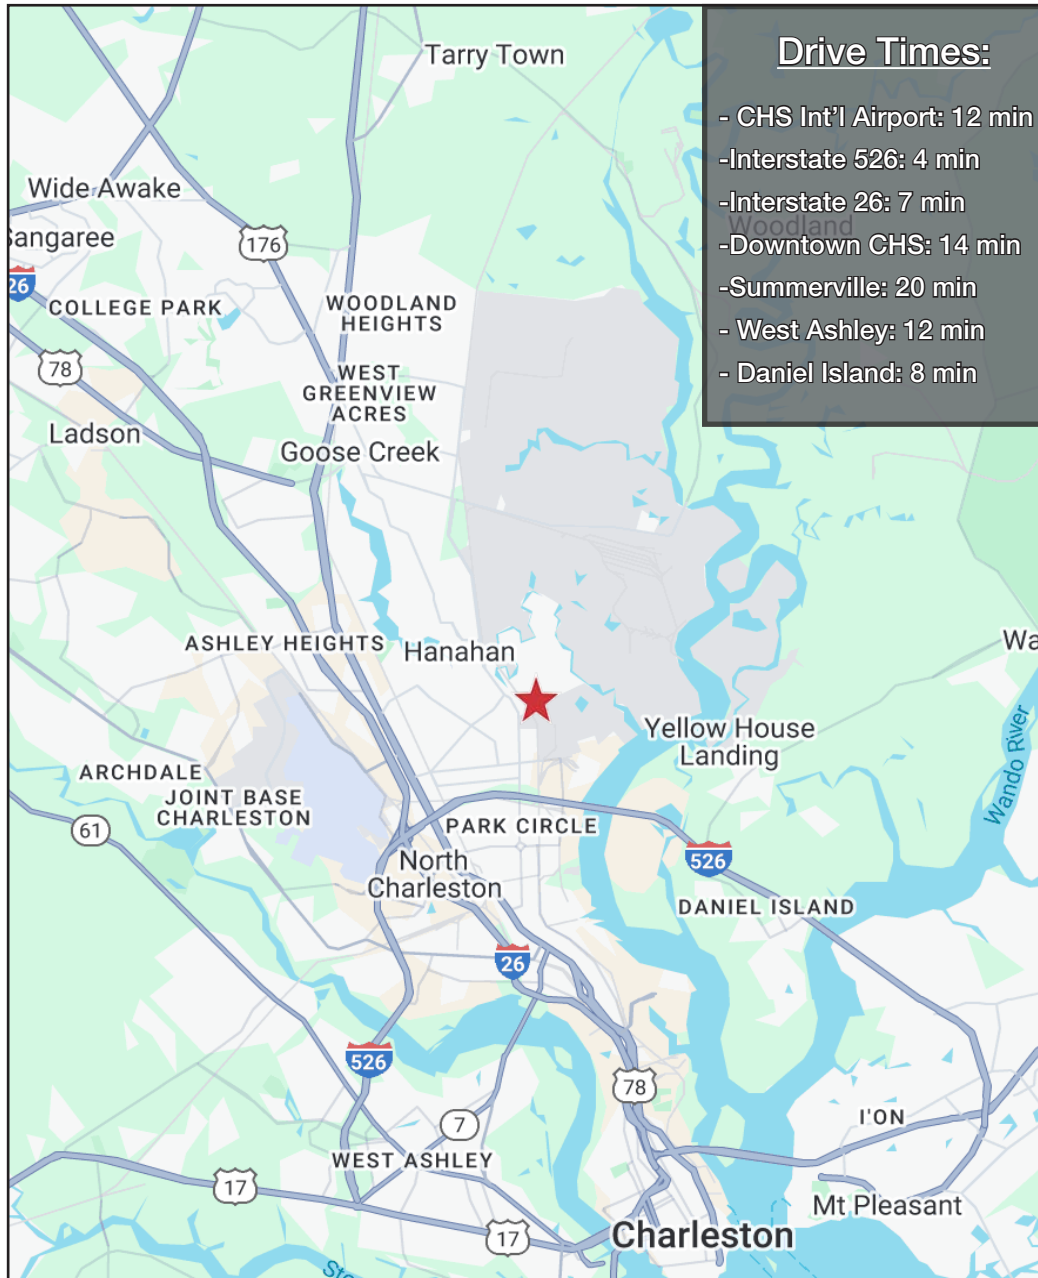 Drive Times:
- CHS Int'l Airport: 12 min
-Interstate 526: 4 min
-Interstate 26: 7 min
-Downtown CHS: 14 min
-Summerville: 20 min
- West Ashley: 12 min
- Daniel Island: 8 min
Woodland
Tarry Town
Wide Awake
Sangaree
176
26
COLLEGE PARK
WOODLAND
HEIGHTS
78
WEST
GREENVIEW
ACRES
Ladson
Goose Creek
ASHLEY HEIGHTS
Hanahan
Wa
Yellow House
Landing
Wando River
ARCHDALE
JOINT BASE
CHARLESTON
61
PARK CIRCLE
North
Charleston
526
DANIEL ISLAND
26
526
78
7
I'ON
WEST ASHLEY
17
Mt Pleasant
17
Charleston
Sto